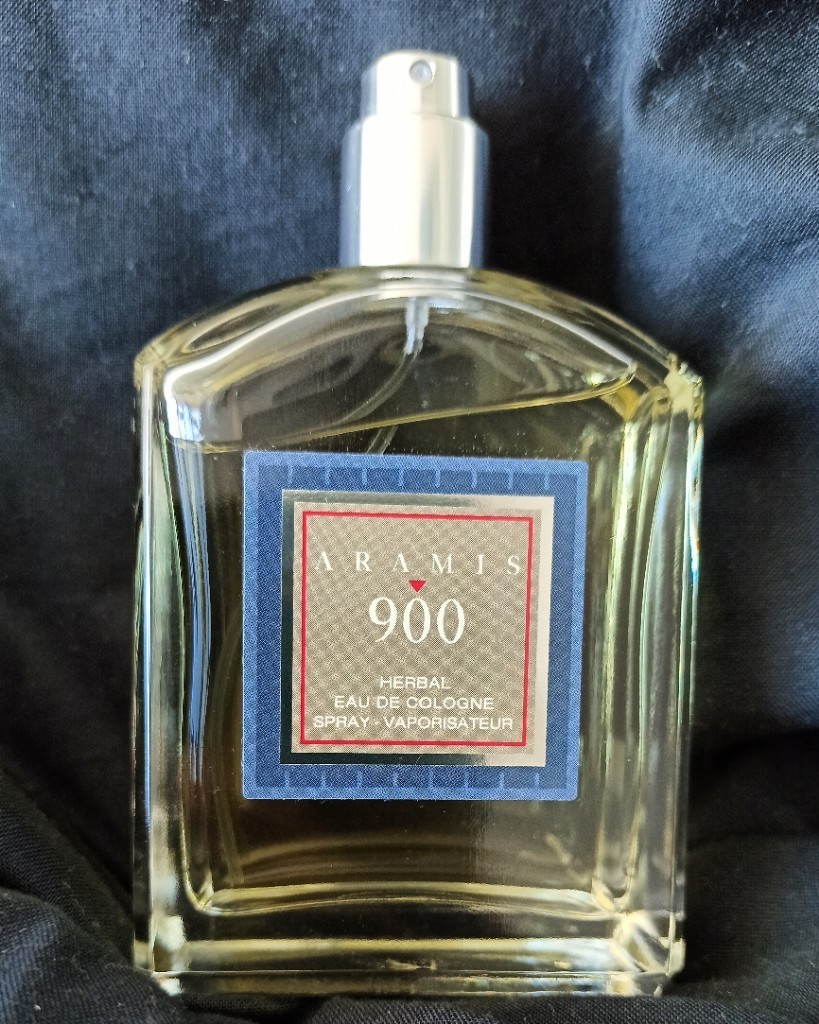 ARAMIS
900
HERBAL
EAU DE COLOGNE
SPRAY - VAPORISATEUR